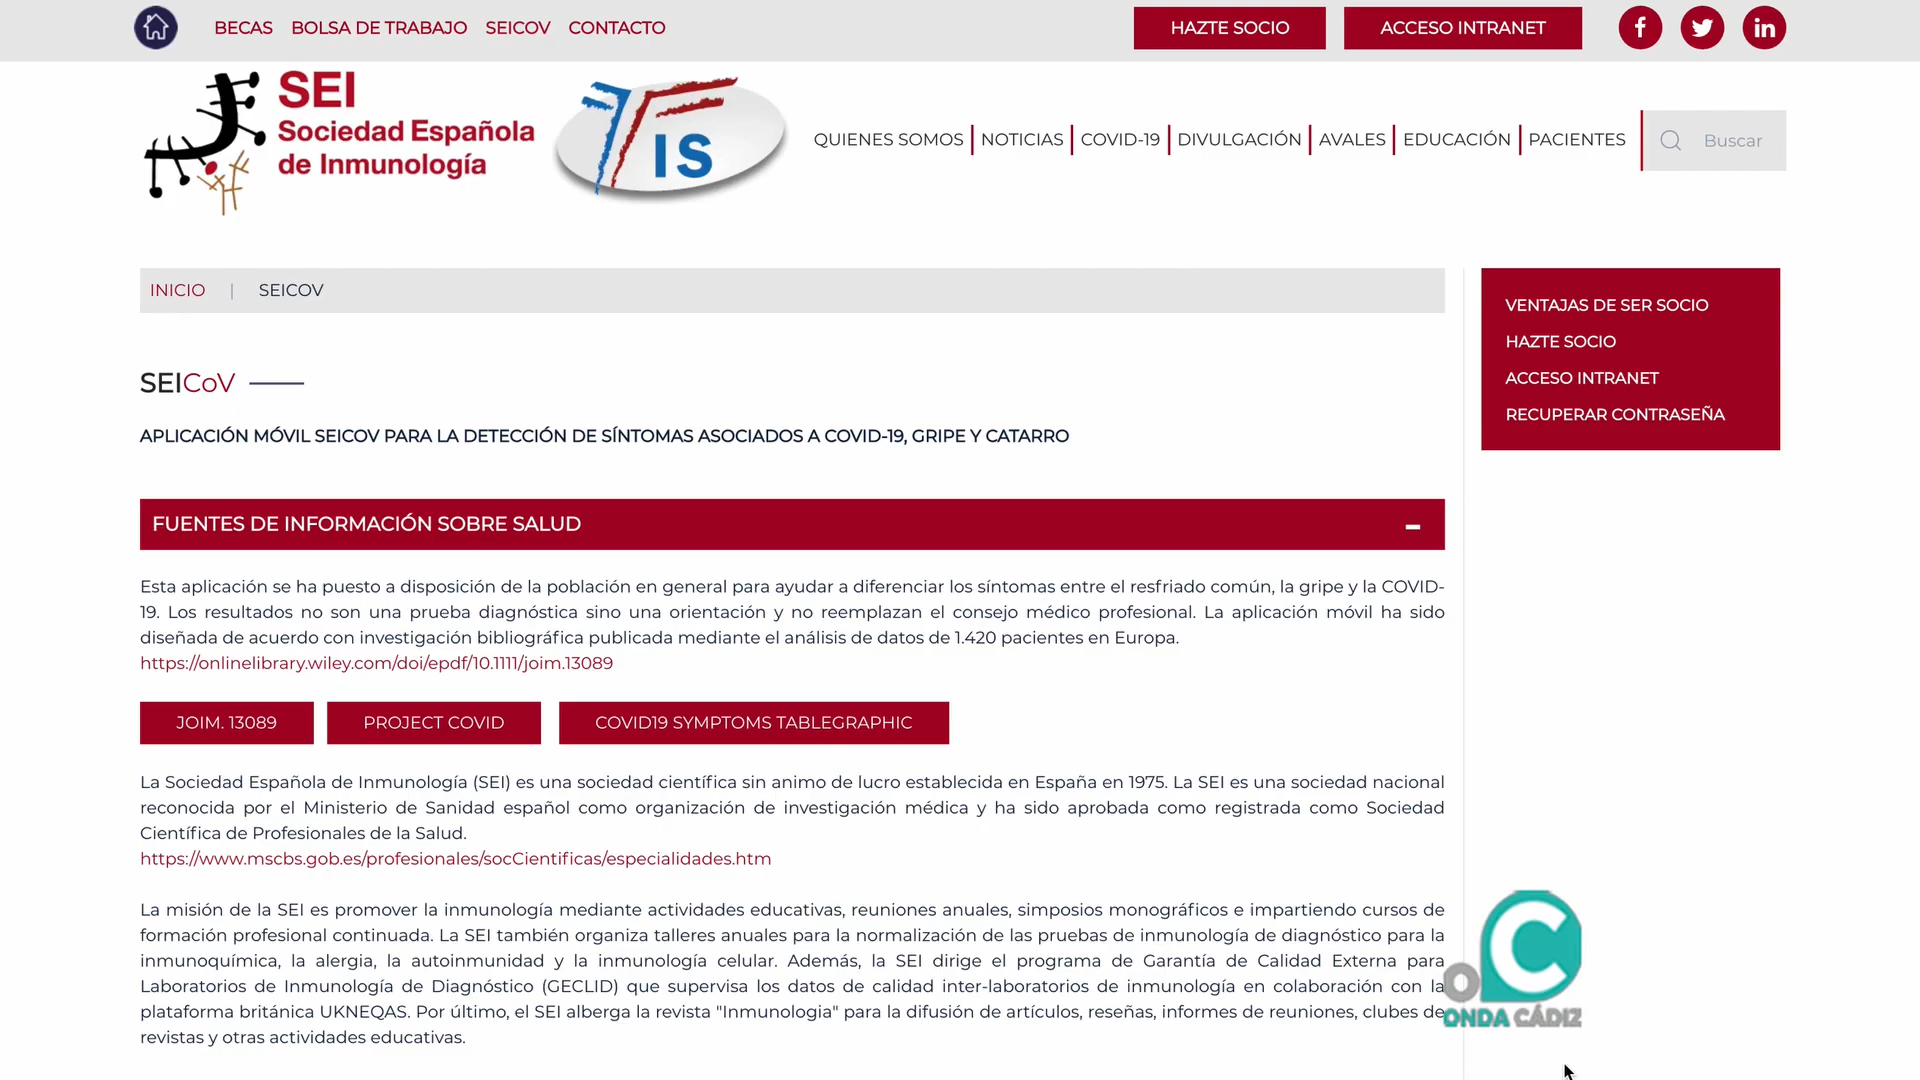 BECAS BOLSA DE TRABAJO SEICOV CONTACTO HAZTE SOCIO ACCESO INTRANET
SEI
Sociedad Española
de Inmunología
IS
QUIENES SOMOS NOTICIAS COVID-19 DIVULGACIÓN AVALES EDUCACIÓN PACIENTES Buscar
INICIO | SEICOV
VENTAJAS DE SER SOCIO
HAZTE SOCIO
ACCESO INTRANET
RECUPERAR CONTRASEÑA
SEICoV
APLICACIÓN MÓVIL SEICOV PARA LA DETECCIÓN DE SÍNTOMAS ASOCIADOS A COVID-19, GRIPE Y CATARRO
FUENTES DE INFORMACIÓN SOBRE SALUD
Esta aplicación se ha puesto a disposición de la población en general para ayudar a diferenciar los síntomas entre el resfriado común, la gripe y la COVID-
19. Los resultados no son una prueba diagnóstica sino una orientación y no reemplazan el consejo médico profesional. La aplicación móvil ha sido
diseñada de acuerdo con investigación bibliográfica publicada mediante el análisis de datos de 1.420 pacientes en Europa.
https://onlinelibrary.wiley.com/doi/epdf/10.1111/joim.13089
JOIM. 13089 PROJECT COVID COVID19 SYMPTOMS TABLEGRAPHIC
La Sociedad Española de Inmunología (SEI) es una sociedad científica sin animo de lucro establecida en España en 1975. La SEI es una sociedad nacional
reconocida por el Ministerio de Sanidad español como organización de investigación médica y ha sido aprobada como registrada como Sociedad
Científica de Profesionales de la Salud.
https://www.mscbs.gob.es/profesionales/socCientificas/especialidades.htm
La misión de la SEI es promover la inmunología mediante actividades educativas, reuniones anuales, simposios monográficos e impartiendo cursos de
formación profesional continuada. La SEI también organiza talleres anuales para la normalización de las pruebas de inmunología de diagnóstico para la
inmunoquímica, la alergia, la autoinmunidad y la inmunología celular. Además, la SEI dirige el programa de Garantía de Calidad Externa para
Laboratorios de Inmunología de Diagnóstico (GECLID) que supervisa los datos de calidad inter-laboratorios de inmunología en colaboración con la
plataforma británica UKNEQAS. Por último, el SEI alberga la revista "Inmunologia" para la difusión de artículos, reseñas, informes de reuniones, clubes de
revistas y otras actividades educativas.
ONDA CÁDIZ